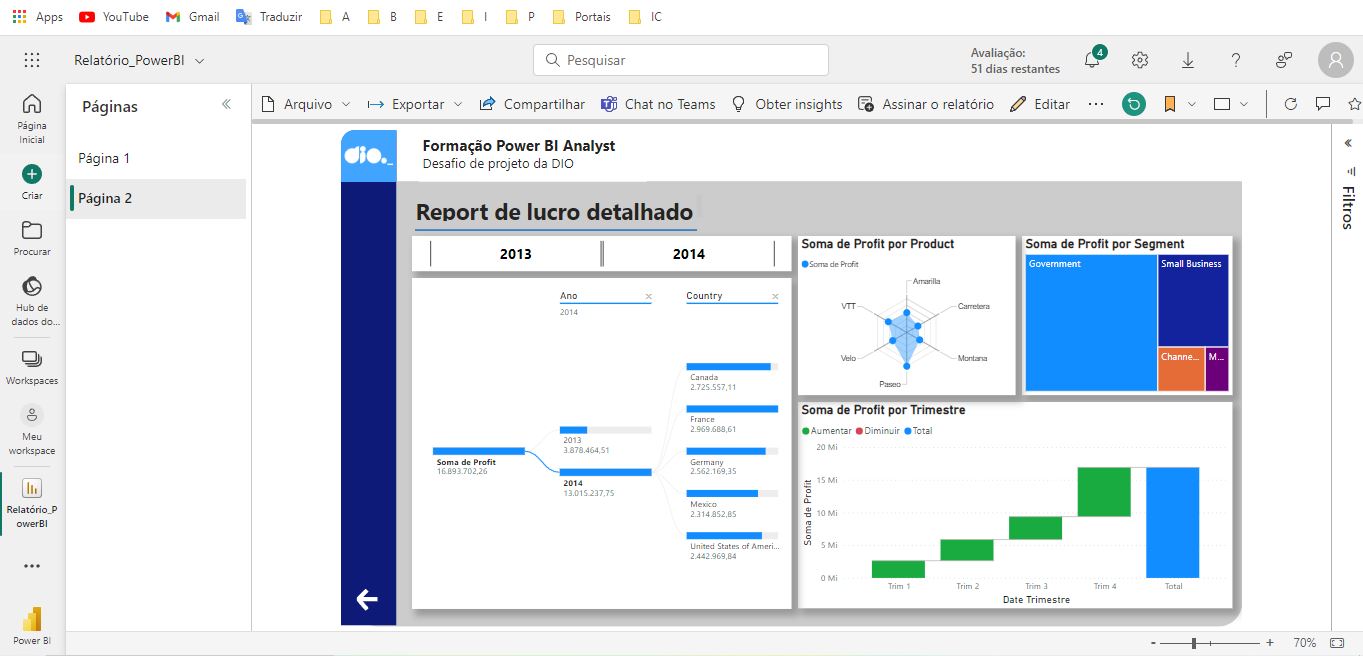 Apps YouTube Gmail Traduzir A B E I P Portais IC
Relatório_PowerBI
Pesquisar
Avaliação:
51 dias restantes
4
Página
Inicial
Criar
Procurar
Hub de
dados do...
Workspaces
Meu
workspace
Relatório_P
owerBI
Power BI
Páginas
Página 1
Página 2
Arquivo Exportar Compartilhar Chat no Teams Obter insights Assinar o relatório Editar
Filtros
dio._
Formação Power BI Analyst
Desafio de projeto da DIO
Report de lucro detalhado
2013 2014
Ano Country
2014
Soma de Profit
16.893.702,26
2013
3.878.464,51
2014
13.015.237,75
Canada
2.725.557,11
France
2.969.688,61
Germany
2.562.169,35
Mexico
2.314.852,85
United States of Ameri...
2.442.969,84
Soma de Profit por Product
Soma de Profit
Amarilla
Carretera
Montana
Paseo
Velo
VTT
Soma de Profit por Segment
Government
Small Business
Channe...
M...
Soma de Profit por Trimestre
Aumentar Diminuir Total
Soma de Profit
20 Mi
15 Mi
10 Mi
5 Mi
0 Mi
Trim 1 Trim 2 Trim 3 Trim 4 Total
Date Trimestre
- + 70%